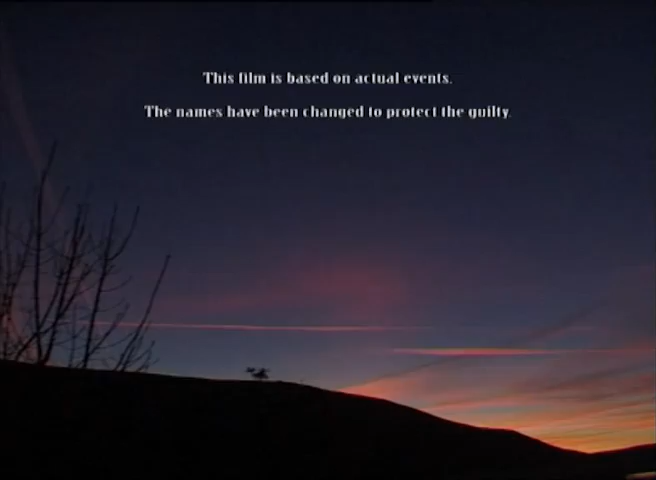 This film is based on actual events.
The names have been changed to protect the guilty.